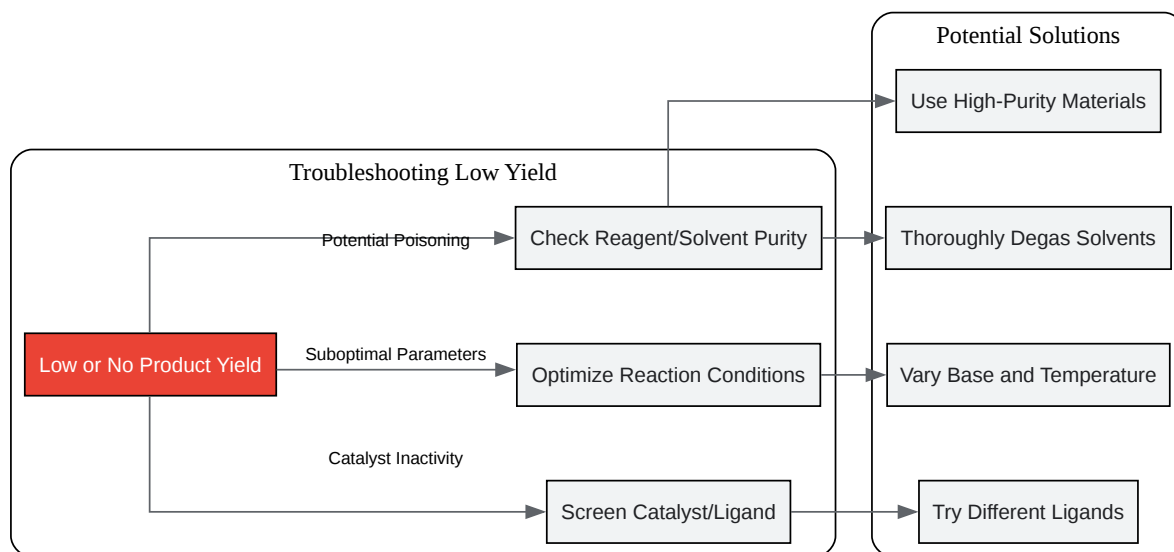 Potential Solutions
Use High-Purity Materials
Troubleshooting Low Yield
Potential Poisoning
Check Reagent/Solvent Purity
Thoroughly Degas Solvents
Low or No Product Yield
Suboptimal Parameters
Optimize Reaction Conditions
Vary Base and Temperature
Catalyst Inactivity
Screen Catalyst/Ligand
Try Different Ligands